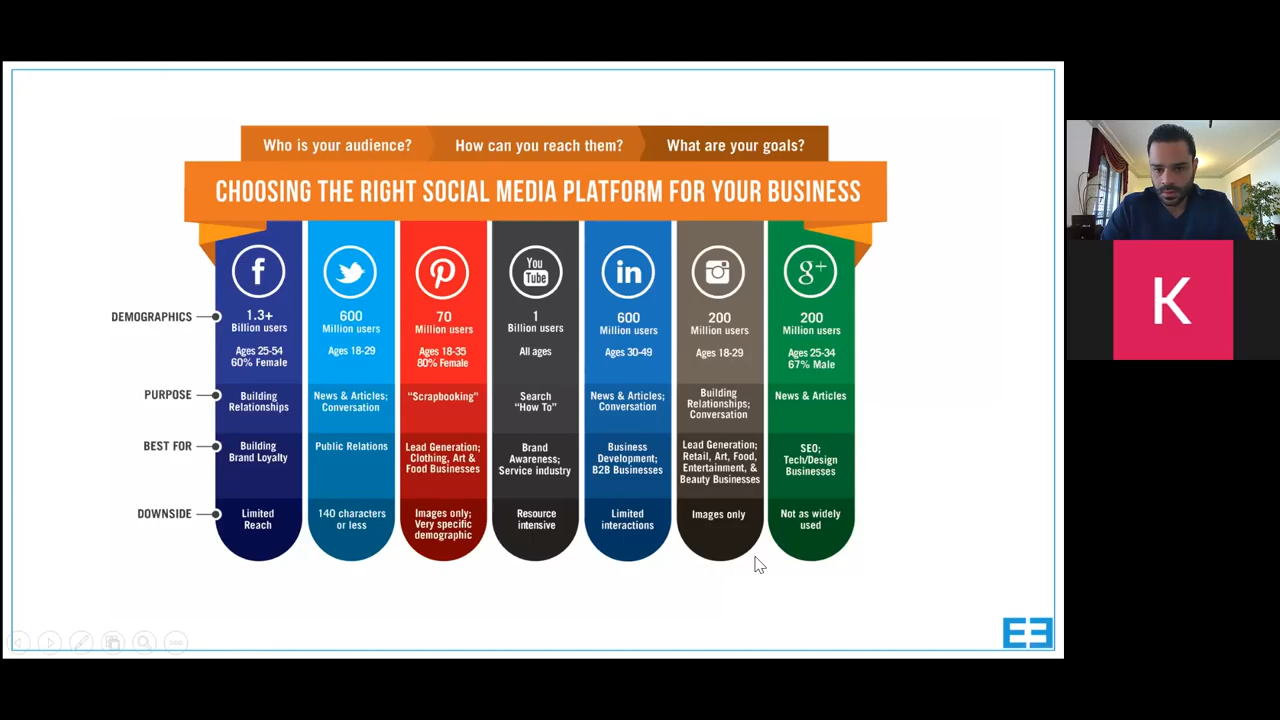 Who is your audience?
How can you reach them?
What are your goals?
CHOOSING THE RIGHT SOCIAL MEDIA PLATFORM FOR YOUR BUSINESS
f
p
You
Tube
in
g+
DEMOGRAPHICS
1.3+
Billion users
Ages 25-54
60% Female
600
Million users
Ages 18-29
70
Million users
Ages 18-35
80% Female
1
Billion users
All ages
600
Million users
Ages 30-49
200
Million users
Ages 18-29
200
Million users
Ages 25-34
67% Male
PURPOSE
Building
Relationships
News & Articles;
Conversation
"Scrapbooking"
Search
"How To"
News & Articles;
Conversation
Building
Relationships;
Conversation
News & Articles
BEST FOR
Building
Brand Loyalty
Public Relations
Lead Generation;
Clothing, Art &
Food Businesses
Brand
Awareness;
Service industry
Business
Development;
B2B Businesses
Lead Generation;
Retail, Art, Food,
Entertainment, &
Beauty Businesses
SEO;
Tech/Design
Businesses
DOWNSIDE
Limited
Reach
140 characters
or less
Images only;
Very specific
demographic
Resource
intensive
Limited
interactions
Images only
Not as widely
used
K